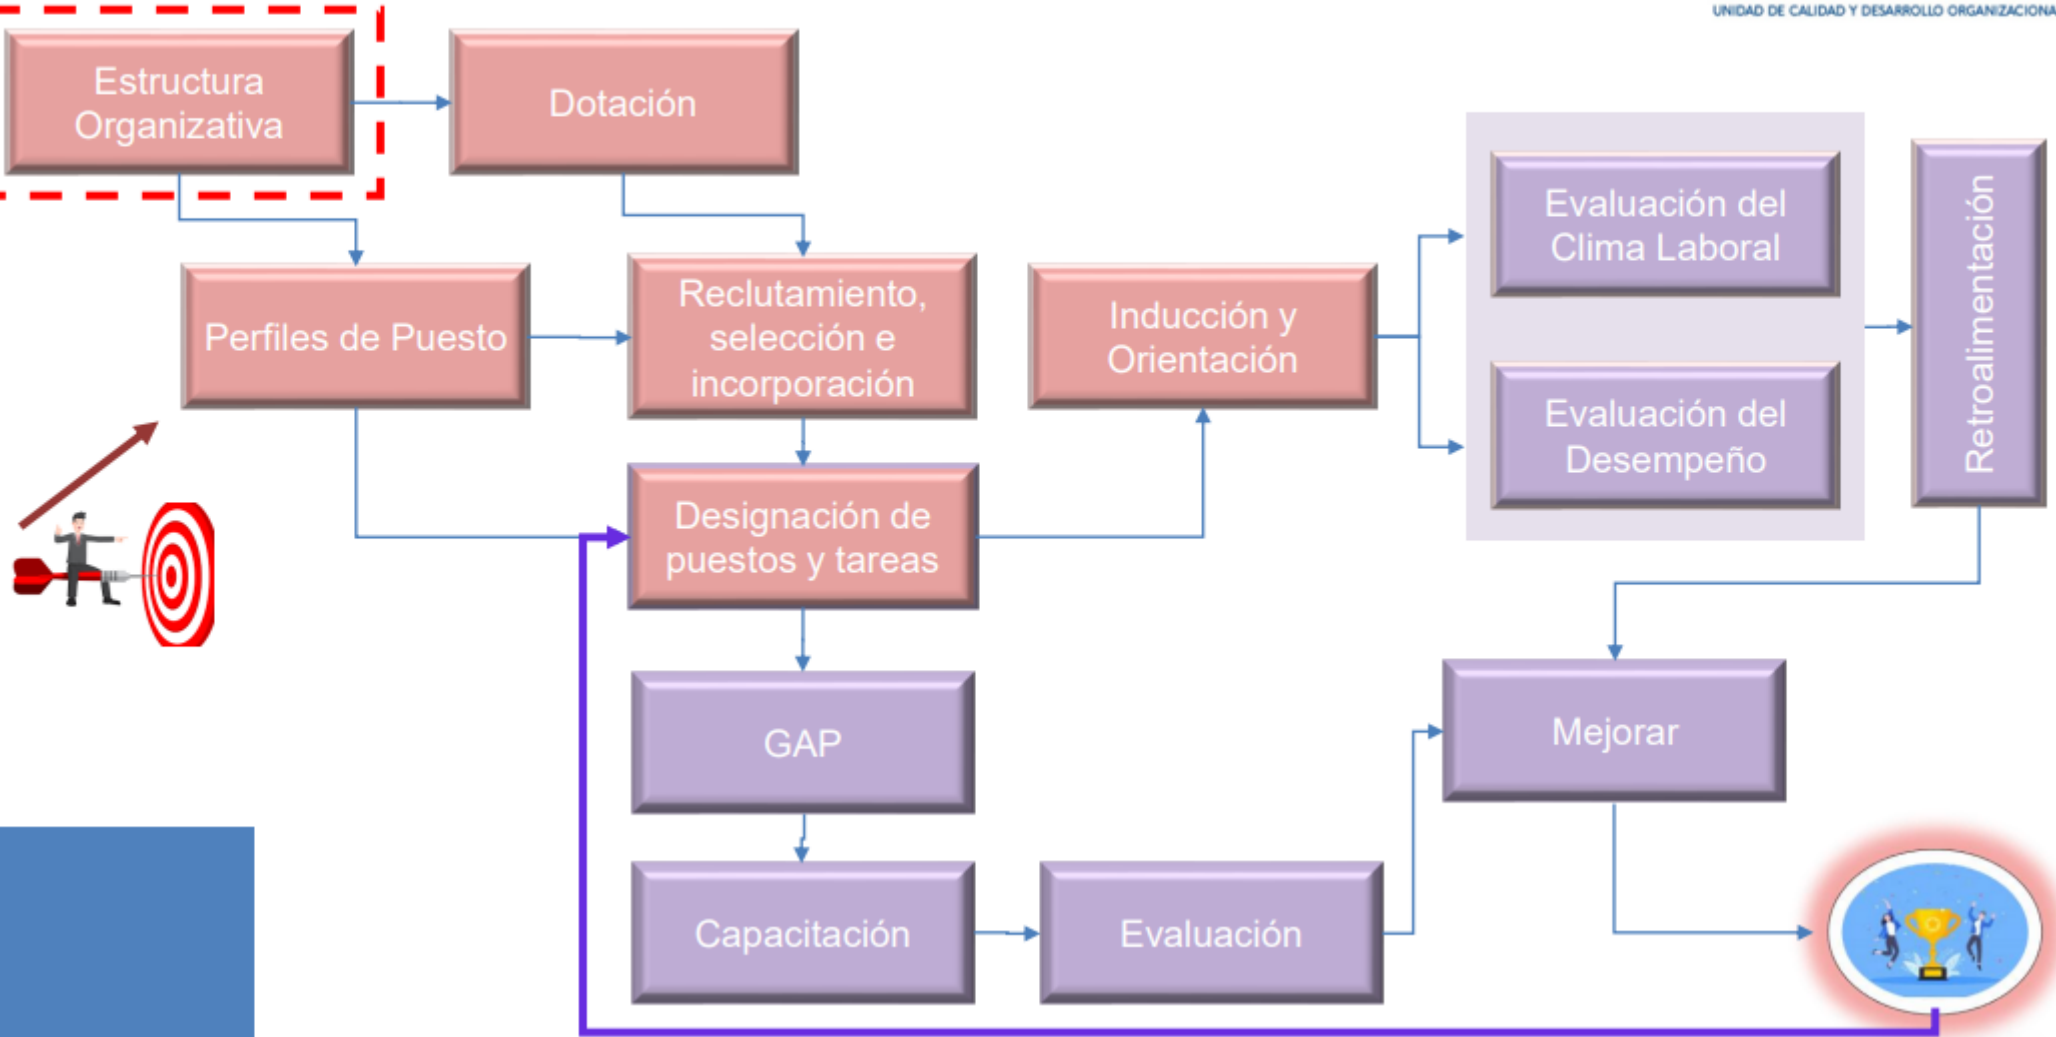 UNIDAD DE CALIDAD Y DESARROLLO ORGANIZACIONA
Estructura
Organizativa
Dotación
Perfiles de Puesto
Reclutamiento,
selección e
incorporación
Inducción y
Orientación
Evaluación del
Clima Laboral
Evaluación del
Desempeño
Retroalimentación
Designación de
puestos y tareas
GAP
Mejorar
Capacitación
Evaluación